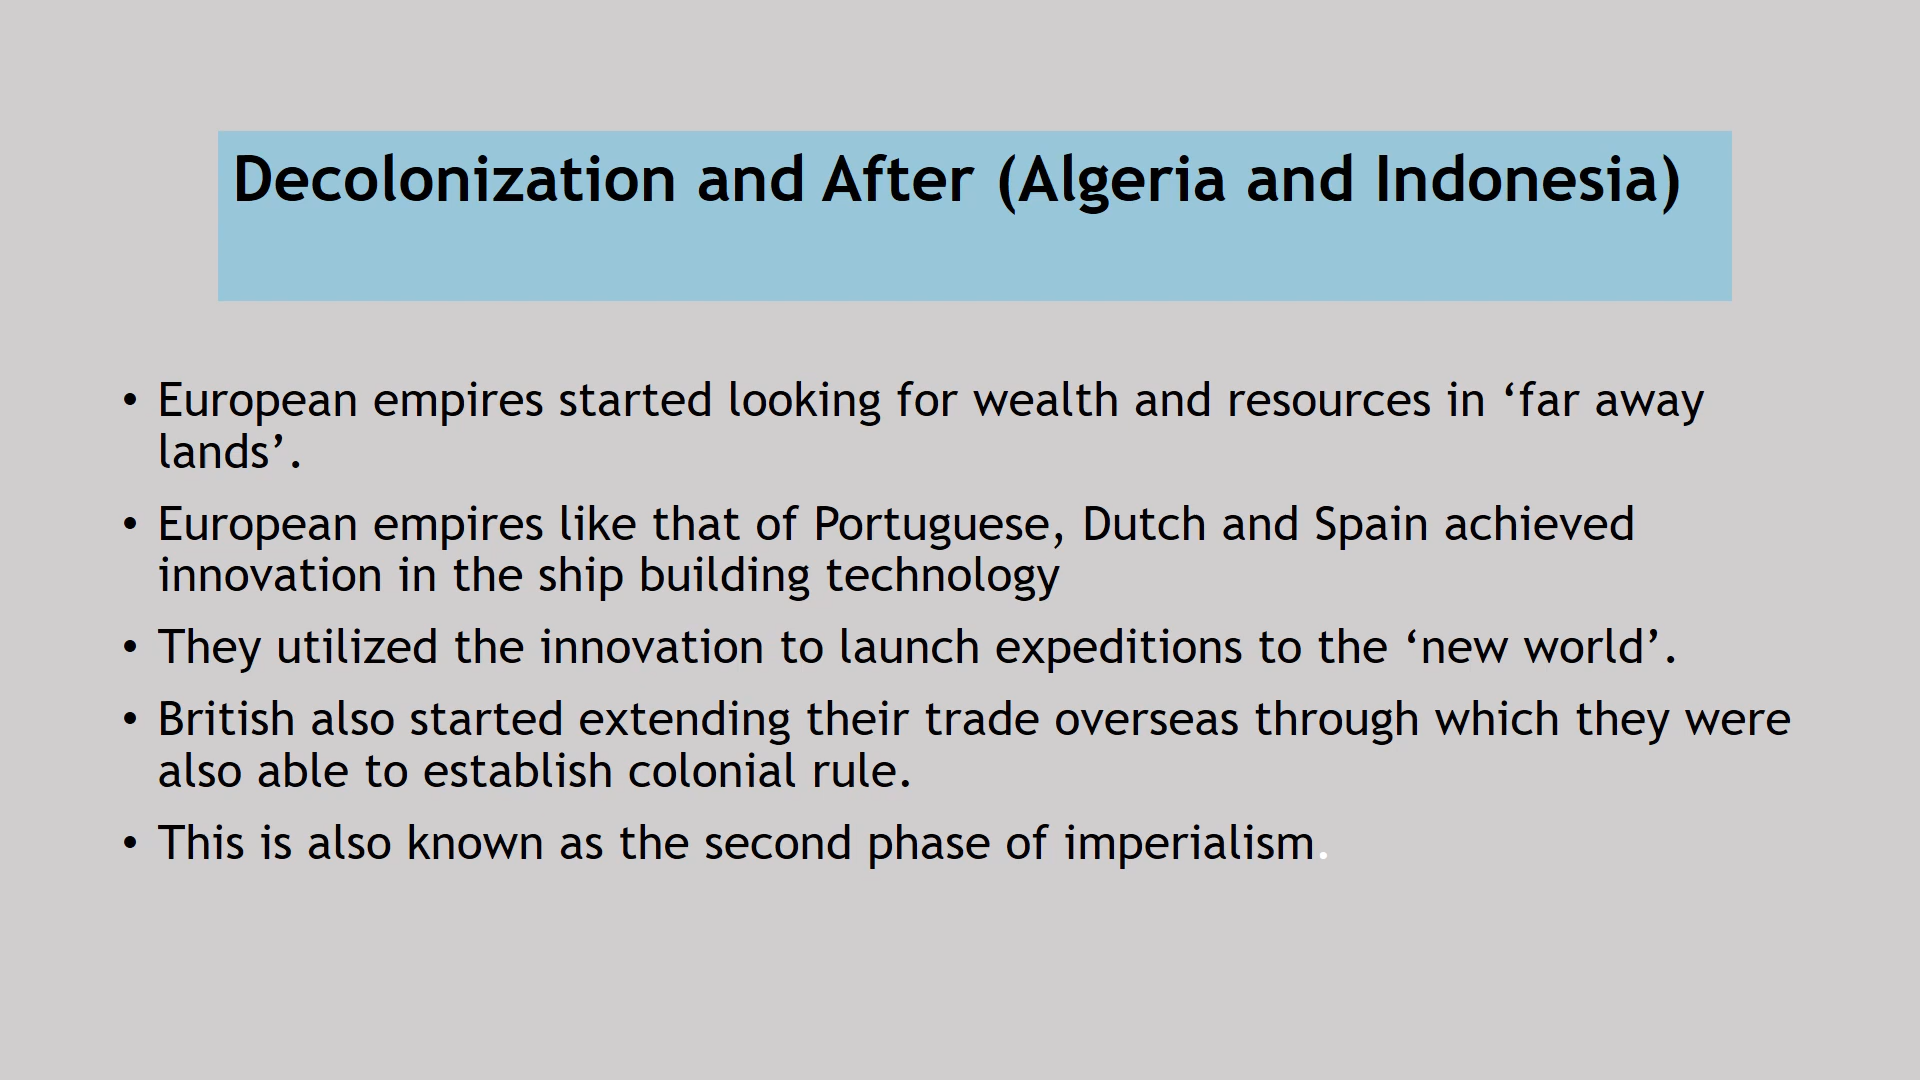 Decolonization and After (Algeria and Indonesia)
• European empires started looking for wealth and resources in ‘far away
lands’.
• European empires like that of Portuguese, Dutch and Spain achieved
innovation in the ship building technology
• They utilized the innovation to launch expeditions to the ‘new world’.
• British also started extending their trade overseas through which they were
also able to establish colonial rule.
• This is also known as the second phase of imperialism.